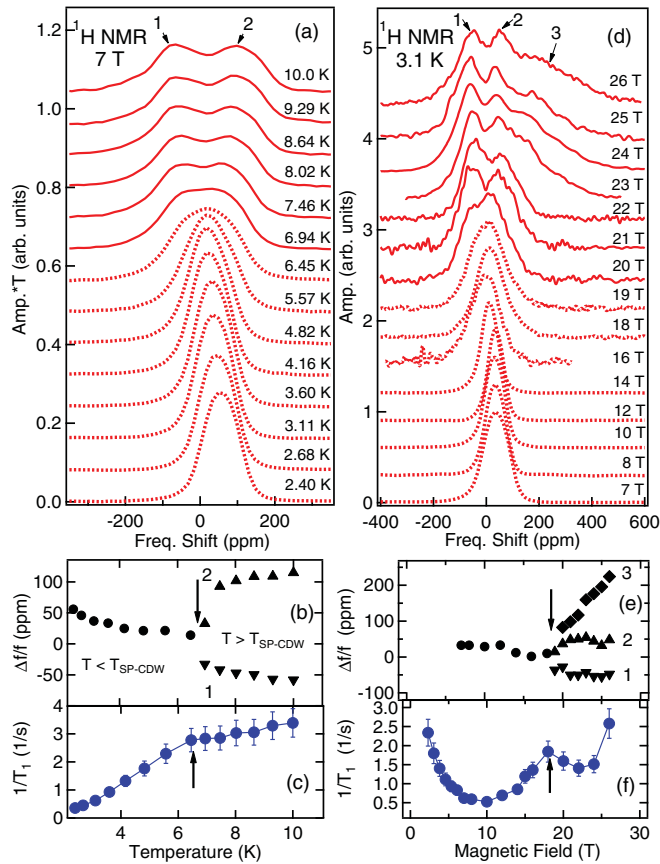 ¹H NMR
7 T
1
2
(a)
10.0 K
9.29 K
8.64 K
8.02 K
7.46 K
6.94 K
6.45 K
5.57 K
4.82 K
4.16 K
3.60 K
3.11 K
2.68 K
2.40 K
Amp.*T (arb. units)
1.2
1.0
0.8
0.6
0.4
0.2
0.0
-200 0 200
Freq. Shift (ppm)
¹H NMR
3.1 K
1
2
3
(d)
26 T
25 T
24 T
23 T
22 T
21 T
20 T
19 T
18 T
16 T
14 T
12 T
10 T
8 T
7 T
Amp. (arb. units)
5
4
3
2
1
0
-400 -200 0 200 400 600
Freq. Shift (ppm)
(b)
2
1
T < TSP-CDW
T > TSP-CDW
Δf/f (ppm)
100
50
0
-50
(c)
1/T1 (1/s)
4
3
2
1
0
4 6 8 10
Temperature (K)
(e)
3
2
1
Δf/f (ppm)
200
100
0
-100
(f)
1/T1 (1/s)
3.0
2.5
2.0
1.5
1.0
0.5
0 10 20 30
Magnetic Field (T)